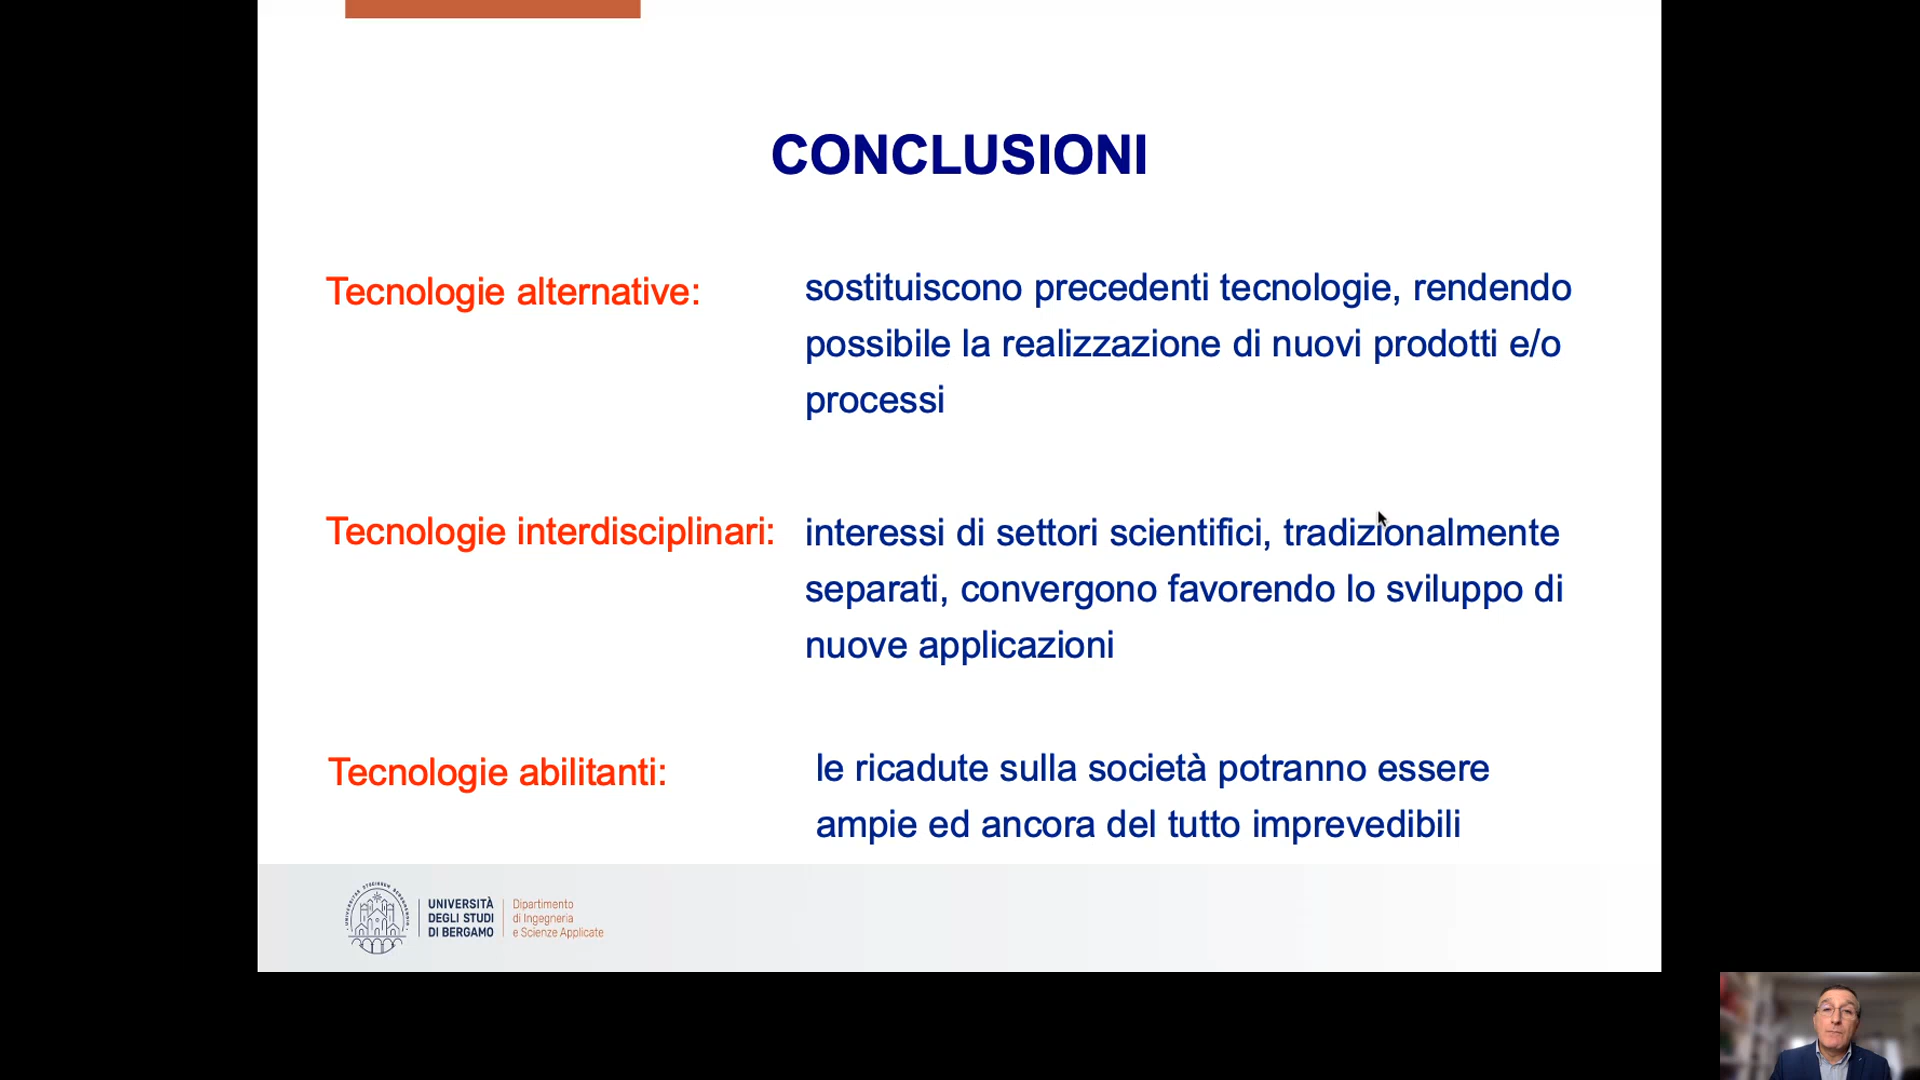 CONCLUSIONI
Tecnologie alternative:
sostituiscono precedenti tecnologie, rendendo
possibile la realizzazione di nuovi prodotti e/o
processi
Tecnologie interdisciplinari:
interessi di settori scientifici, tradizionalmente
separati, convergono favorendo lo sviluppo di
nuove applicazioni
Tecnologie abilitanti:
le ricadute sulla società potranno essere
ampie ed ancora del tutto imprevedibili
UNIVERSITÀ
DEGLI STUDI
DI BERGAMO
Dipartimento
di Ingegneria
e Scienze Applicate